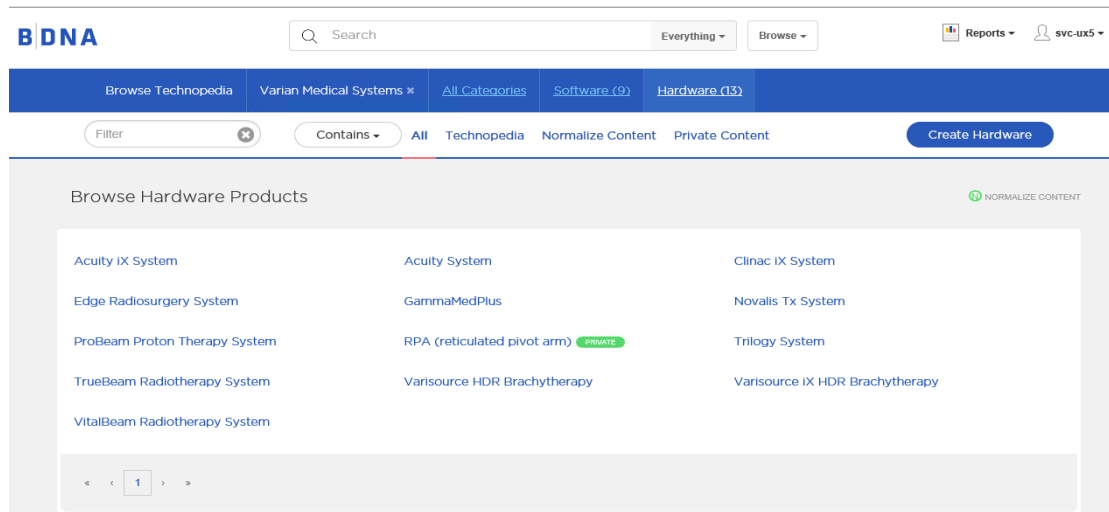 BDNA Search Everything Browse Reports svc-ux5
Browse Technopedia Varian Medical Systems × All Categories Software (9) Hardware (13)
Filter Contains All Technopedia Normalize Content Private Content Create Hardware
Browse Hardware Products N NORMALIZE CONTENT
Acuity iX System Acuity System Clinac iX System
Edge Radiosurgery System GammaMedPlus Novalis Tx System
ProBeam Proton Therapy System RPA (reticulated pivot arm) PRIVATE Trilogy System
TrueBeam Radiotherapy System Varisource HDR Brachytherapy Varisource iX HDR Brachytherapy
VitalBeam Radiotherapy System
« ‹ 1 › »